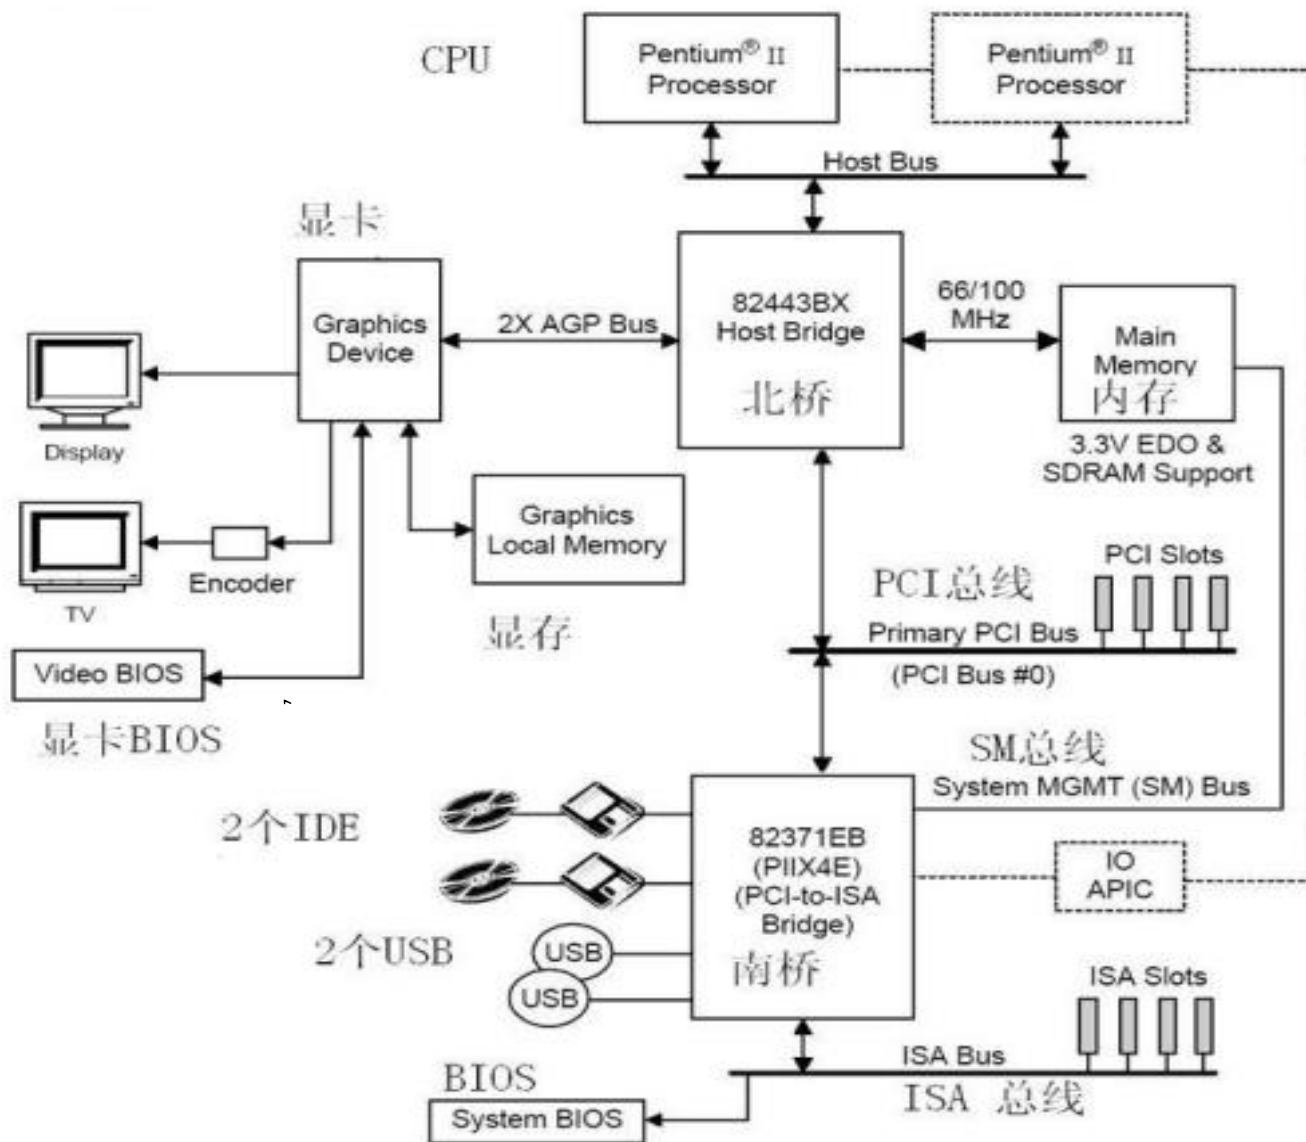 CPU
Pentium® II
Processor
Pentium® II
Processor
Host Bus
显卡
Graphics
Device
2X AGP Bus
82443BX
Host Bridge
北桥
66/100
MHz
Main
Memory
内存
3.3V EDO &
SDRAM Support
Display
Graphics
Local Memory
显存
Encoder
TV
PCI Slots
PCI总线
Primary PCI Bus
(PCI Bus #0)
Video BIOS
显卡BIOS
SM总线
System MGMT (SM) Bus
2个IDE
82371EB
(PIIX4E)
(PCI-to-ISA
Bridge)
南桥
IO
APIC
2个USB
USB
USB
ISA Slots
ISA Bus
ISA 总线
BIOS
System BIOS